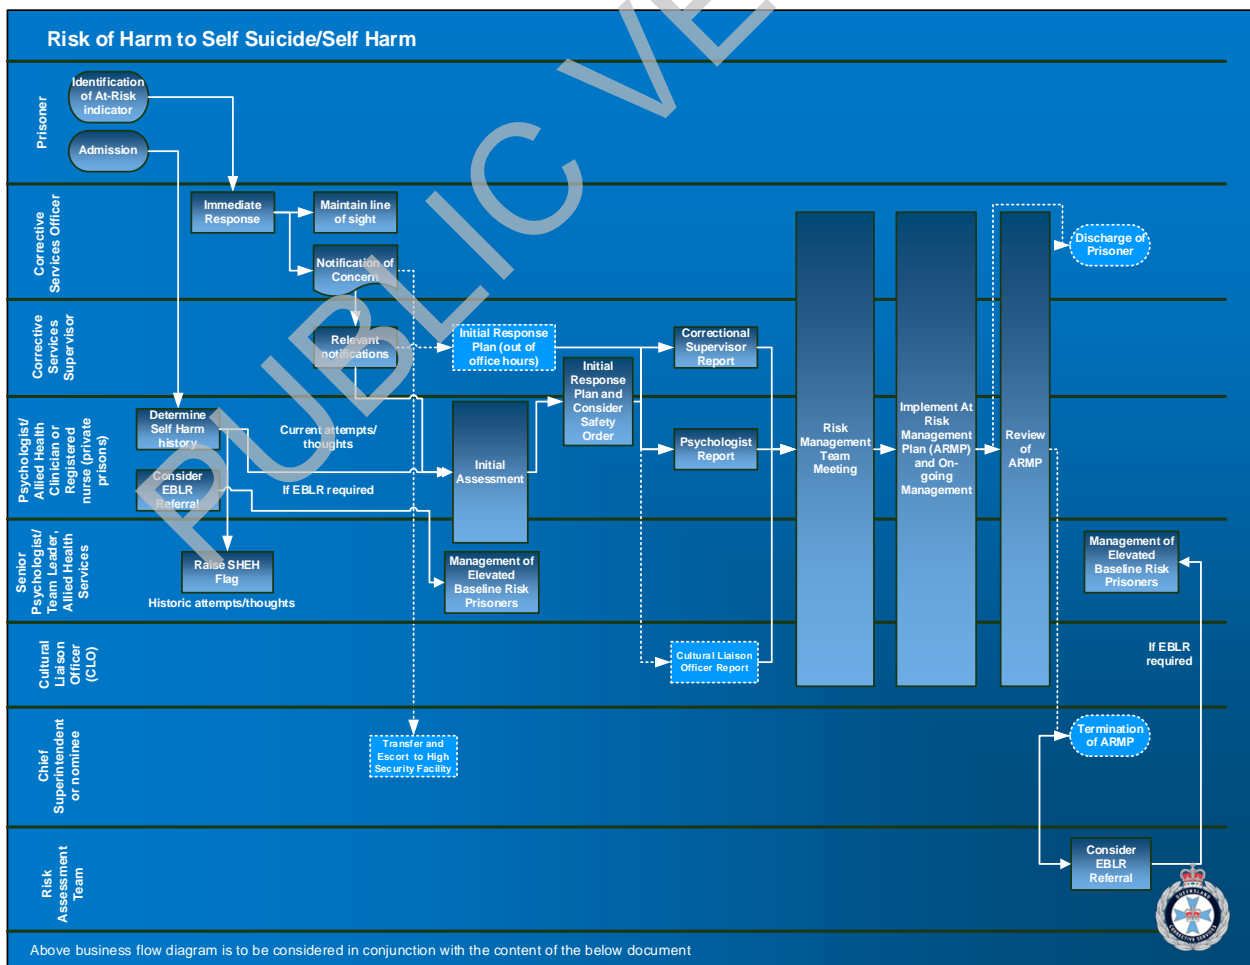 Risk of Harm to Self Suicide/Self Harm
Prisoner
Identification
of At-Risk
indicator
Admission
Corrective
Services Officer
Immediate
Response
Maintain line
of sight
Notification of
Concern
Discharge of
Prisoner
Corrective
Services
Supervisor
Relevant
notifications
Initial Response
Plan (out of
office hours)
Initial
Response
Plan and
Consider
Safety
Order
Correctional
Supervisor
Report
Psychologist/
Allied Health
Clinician or
Registered
nurse (private
prisons)
Determine
Self Harm
history
Current attempts/
thoughts
Consider
EBLR
Referral
If EBLR required
Initial
Assessment
Psychologist
Report
Risk
Management
Team
Meeting
Implement At
Risk
Management
Plan (ARMP)
and On-
going
Management
Review
of
ARMP
Senior
Psychologist/
Team Leader,
Allied Health
Services
Raise SHEH
Flag
Historic attempts/thoughts
Management of
Elevated
Baseline Risk
Prisoners
Management of
Elevated
Baseline Risk
Prisoners
Cultural
Liaison
Officer
(CLO)
Cultural Liaison
Officer Report
If EBLR
required
Chief
Superintendent
or nominee
Transfer and
Escort to High
Security Facility
Termination
of ARMP
Risk
Assessment
Team
Consider
EBLR
Referral
QUEENSLAND
CORRECTIVE SERVICES
Above business flow diagram is to be considered in conjunction with the content of the below document
PUBLIC VE